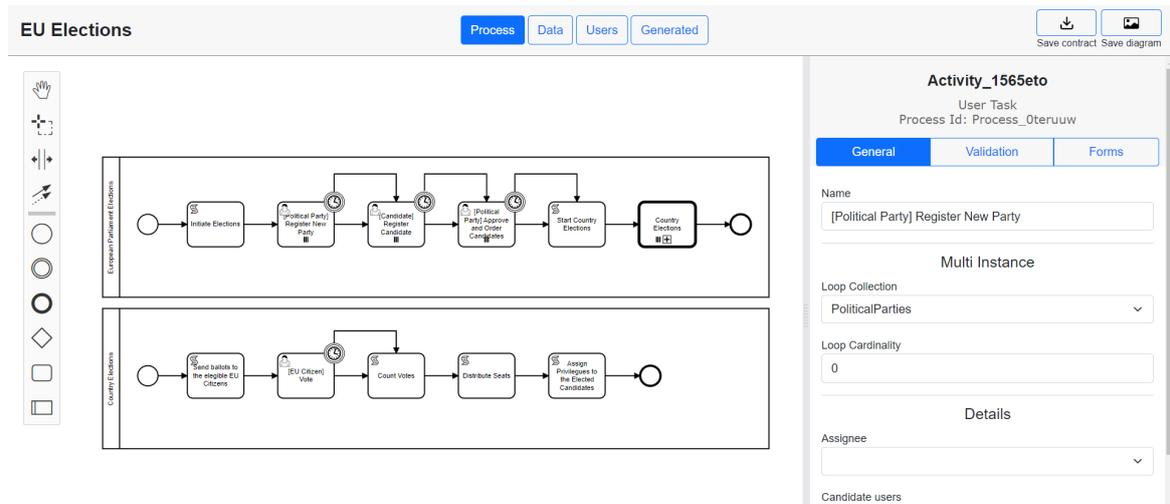 EU Elections
Process
Data
Users
Generated
Save contract
Save diagram
European Parliament Elections
Initiate Elections
[Political Party]
Register New
Party
[Candidate]
Register
Candidate
[Political
Party] Approve
and Order
Candidates
Start Country
Elections
Country
Elections
Country Elections
Send ballots to
the elegible EU
Citizens
[EU Citizen]
Vote
Count Votes
Distribute Seats
Assign
Privilegues to
the Elected
Candidates
Activity_1565eto
User Task
Process Id: Process_0teruuw
General
Validation
Forms
Name
[Political Party] Register New Party
Multi Instance
Loop Collection
PoliticalParties
Loop Cardinality
0
Details
Assignee
Candidate users